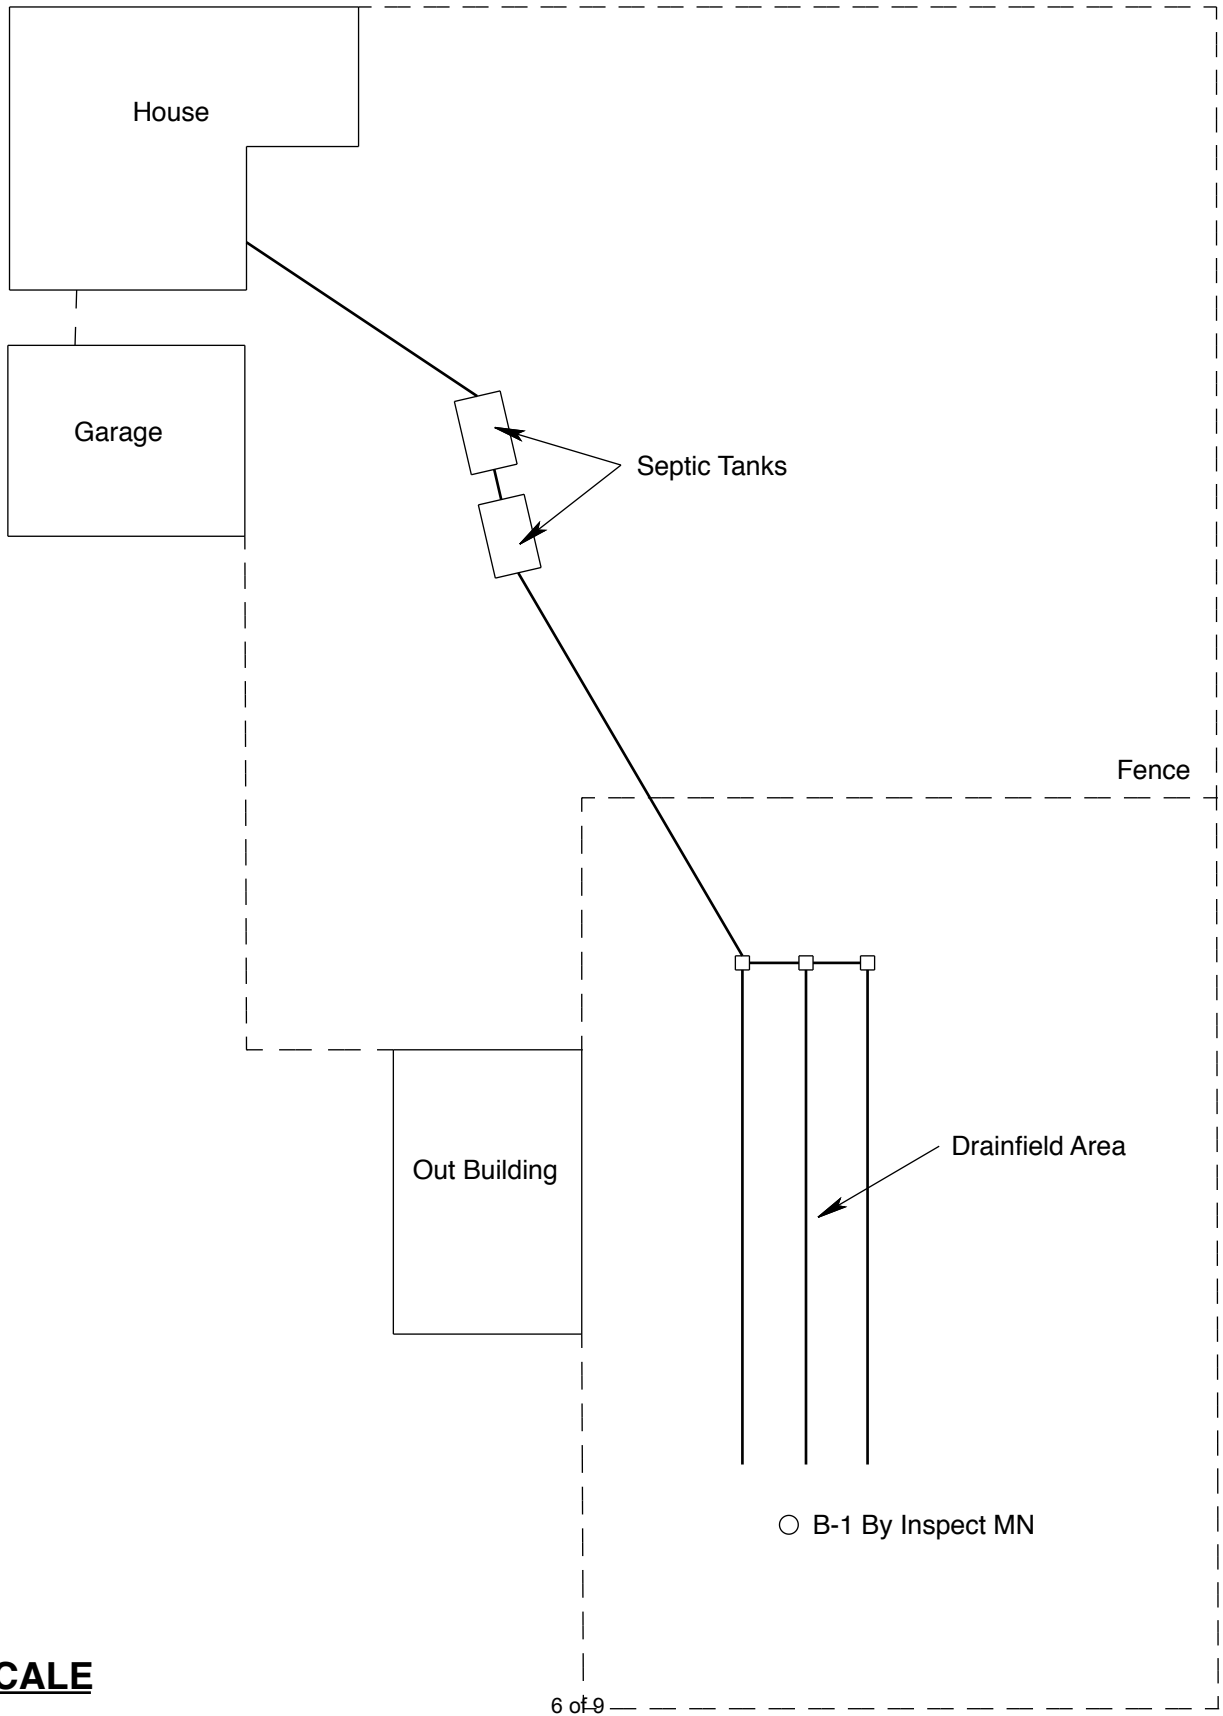 House
Garage
Septic Tanks
Fence
Drainfield Area
Out Building
B-1 By Inspect MN
CALE
6 of 9